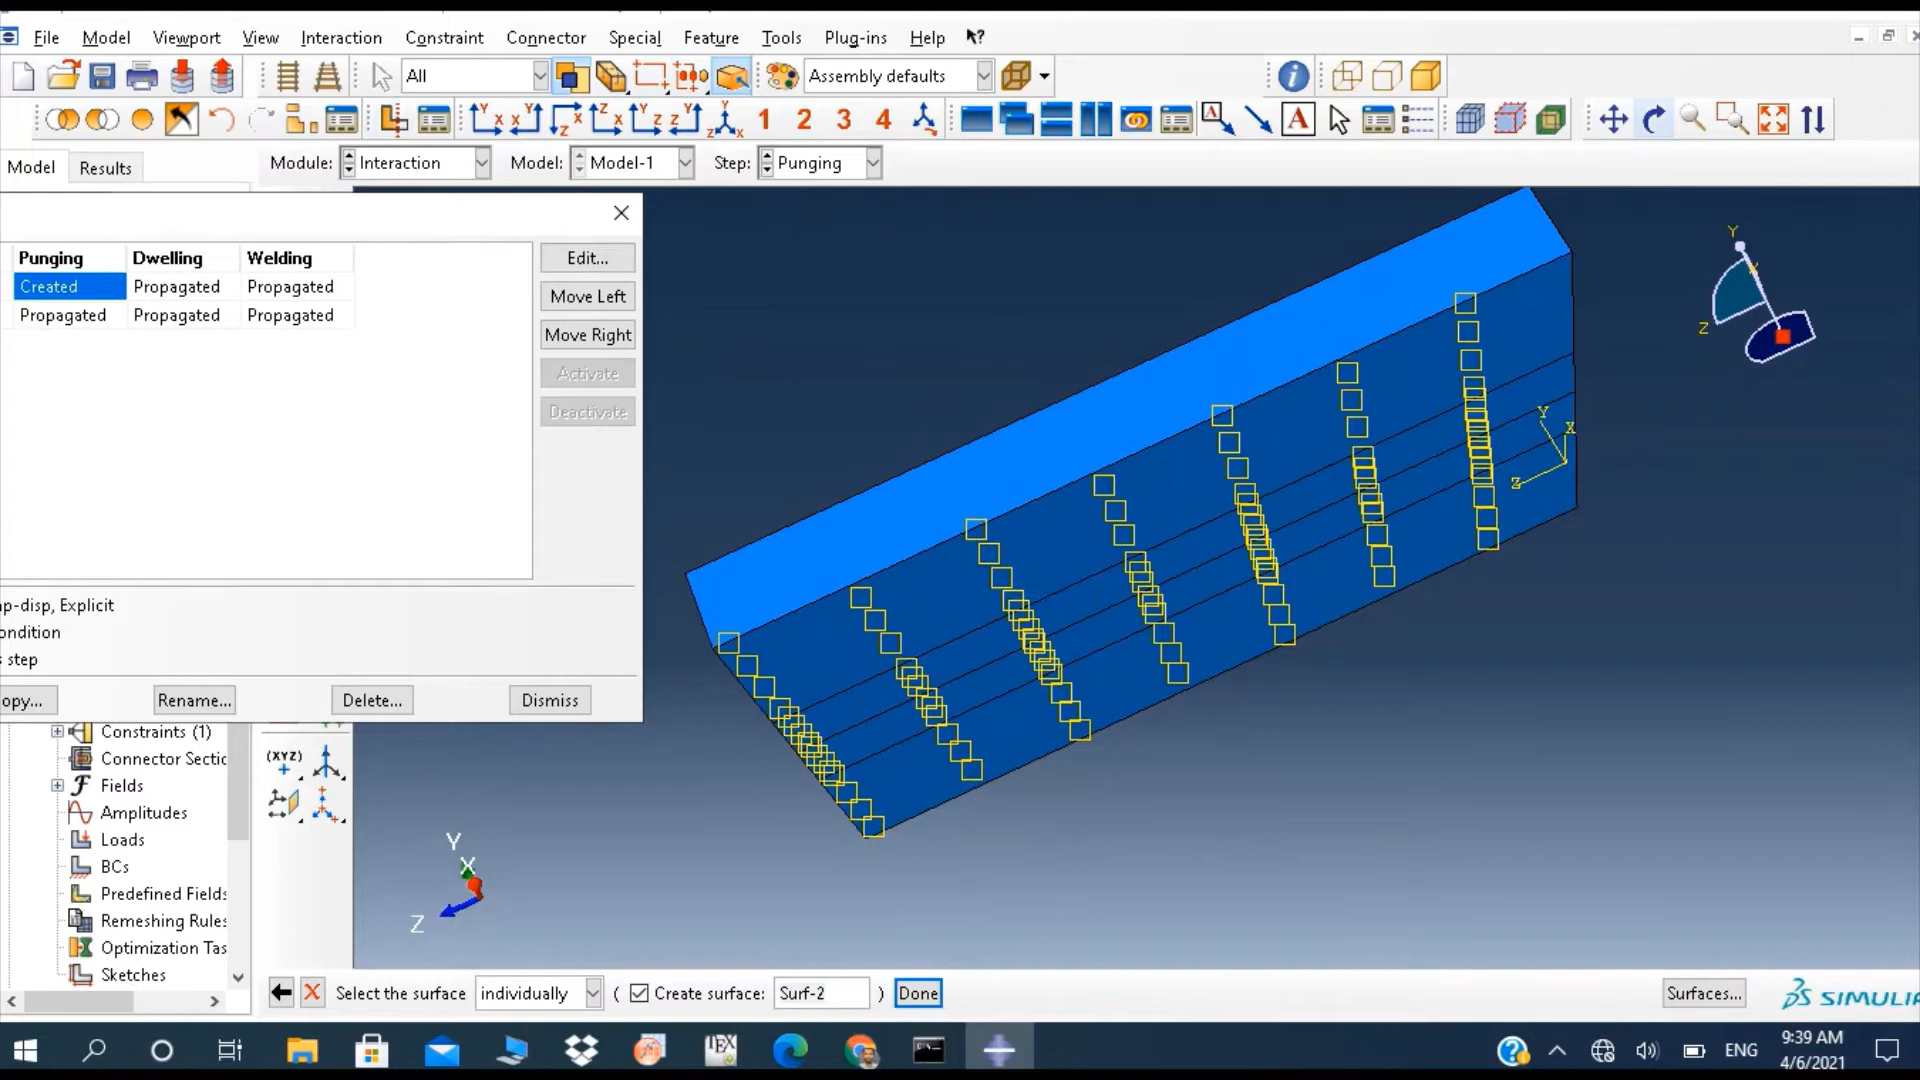 File Model Viewport View Interaction Constraint Connector Special Feature Tools Plug-ins Help
All Assembly defaults
1 2 3 4 A
Model Results Module: Interaction Model: Model-1 Step: Punging
Punging Dwelling Welding Edit...
Created Propagated Propagated Move Left
Propagated Propagated Propagated Move Right
Activate
Deactivate
p-disp, Explicit
ondition
step
opy... Rename... Delete... Dismiss
Constraints (1)
Connector Sectic
Fields
Amplitudes
Loads
BCs
Predefined Fields
Remeshing Rules
Optimization Tas
Sketches
(XYZ)
Y
X
Z
Y
Z
Y
X
Z
Select the surface individually ( Create surface: Surf-2 ) Done Surfaces... SIMULIA
TEX ENG 9:39 AM
4/6/2021